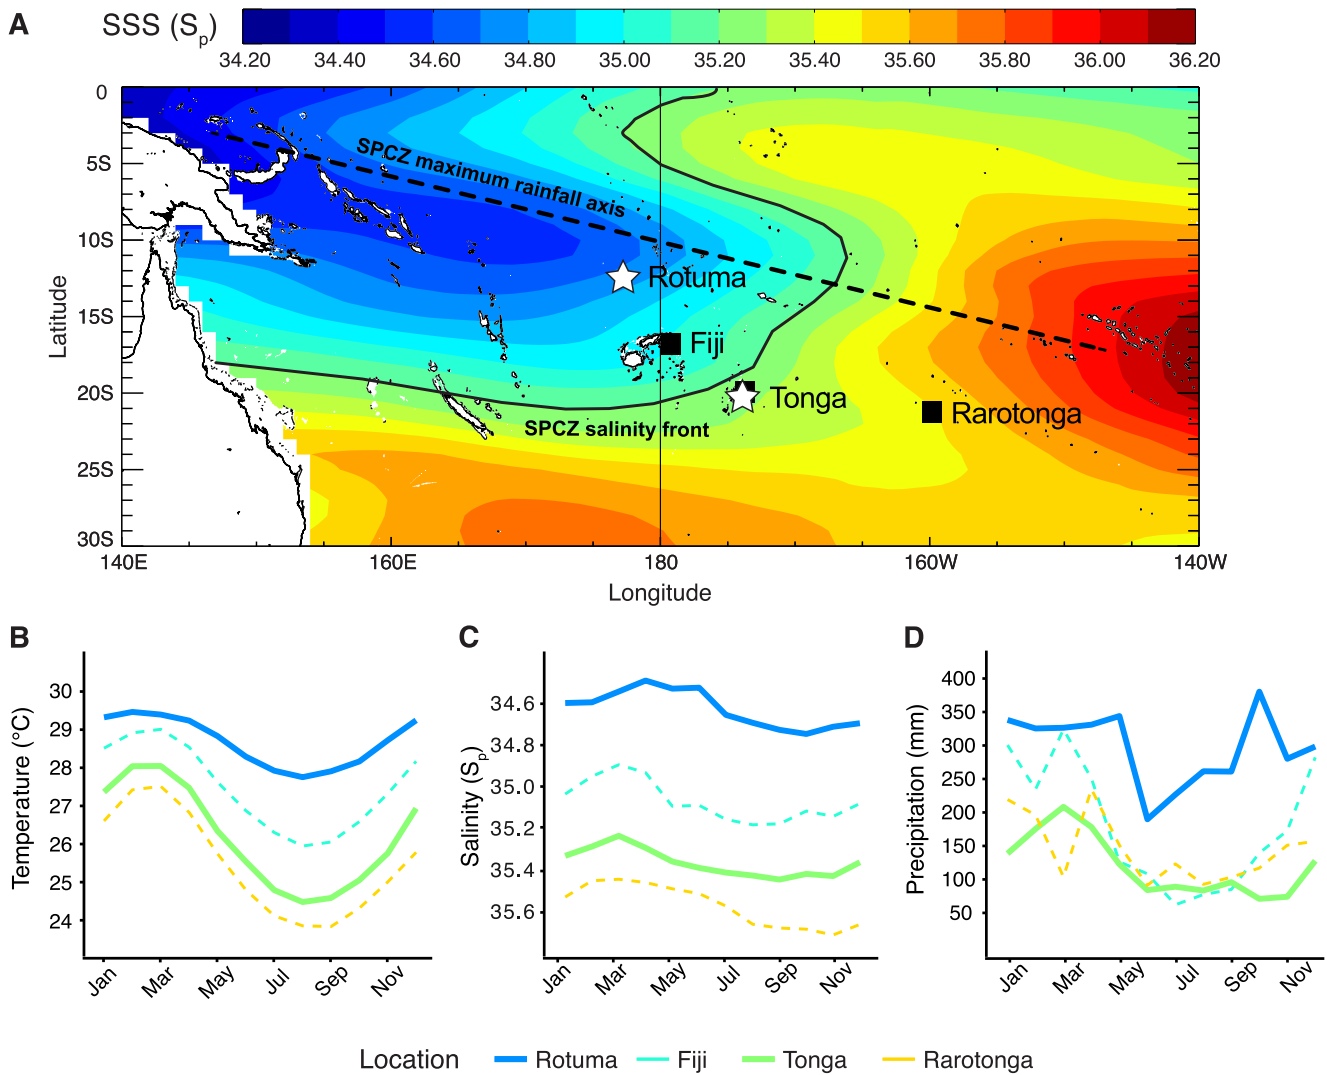 A
SSS (Sp)
34.20 34.40 34.60 34.80 35.00 35.20 35.40 35.60 35.80 36.00 36.20
0
5S
10S
15S
20S
25S
30S
Latitude
SPCZ maximum rainfall axis
Rotuma
Fiji
Tonga
Rarotonga
SPCZ salinity front
140E 160E 180 160W 140W
Longitude
B
Temperature (°C)
30
29
28
27
26
25
24
Jan Mar May Jul Sep Nov
C
Salinity (Sp)
34.6
34.8
35.0
35.2
35.4
35.6
Jan Mar May Jul Sep Nov
D
Precipitation (mm)
400
350
300
250
200
150
100
50
Jan Mar May Jul Sep Nov
Location Rotuma Fiji Tonga Rarotonga